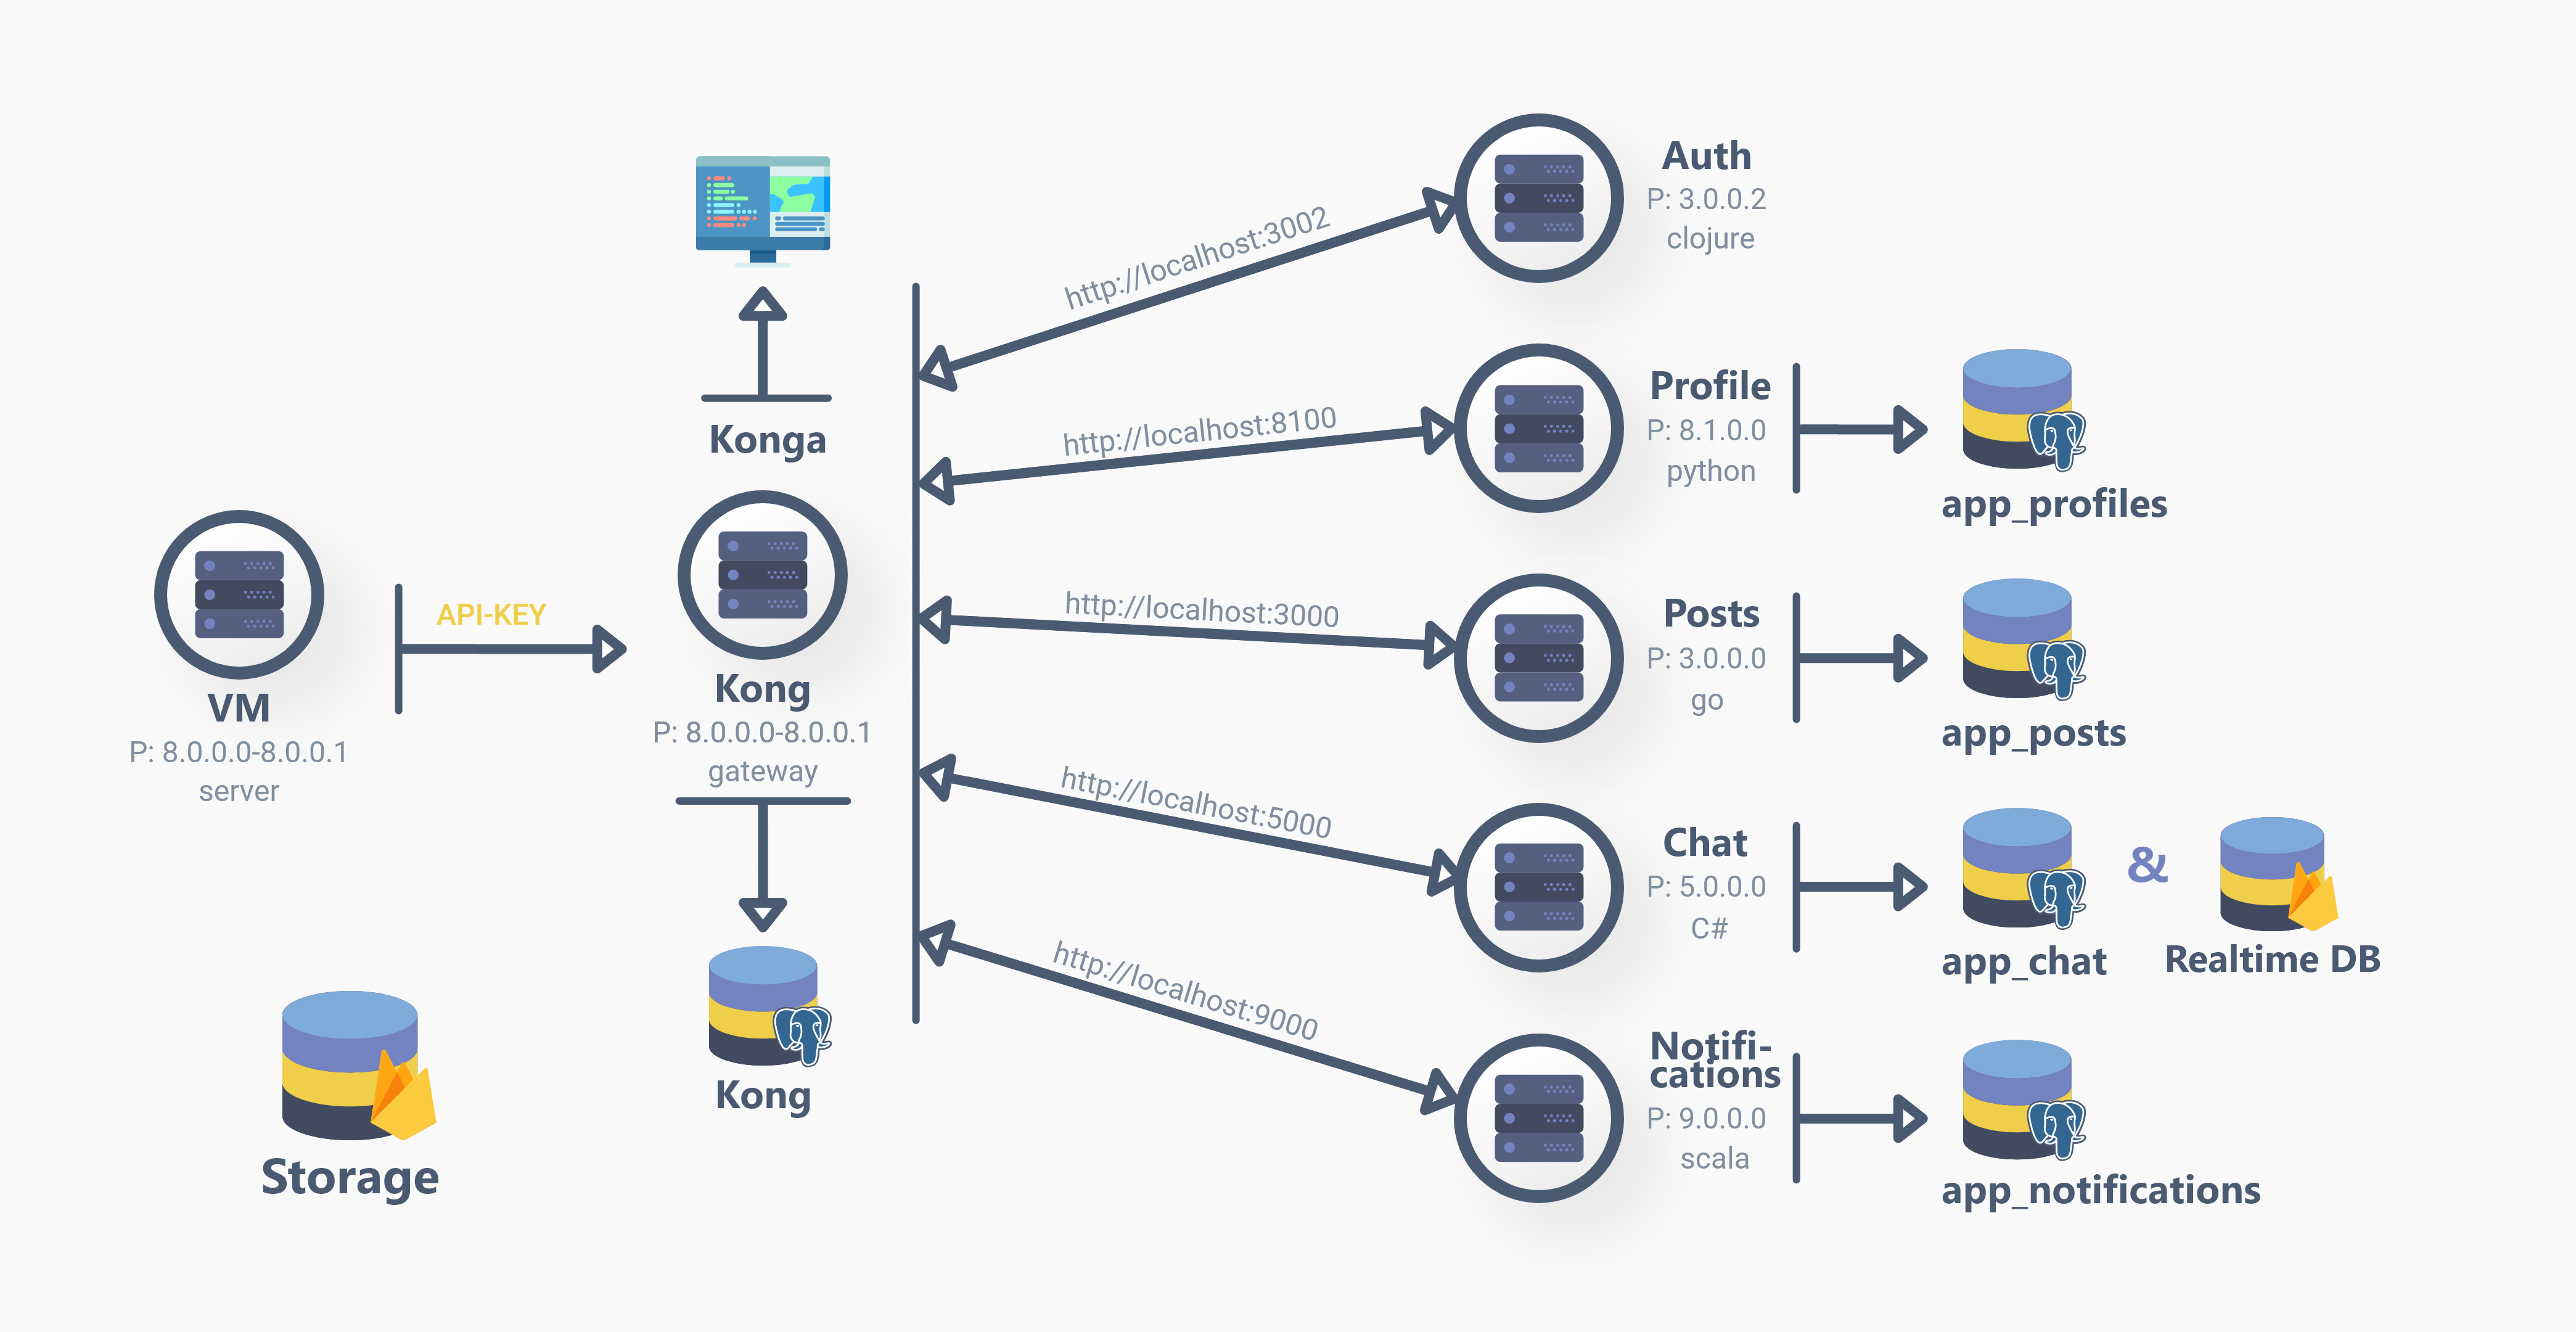 Auth
P: 3.0.0.2
clojure
http://localhost:3002
Konga
http://localhost:8100
Profile
P: 8.1.0.0
python
app_profiles
VM
P: 8.0.0.0-8.0.0.1
server
API-KEY
Kong
P: 8.0.0.0-8.0.0.1
gateway
http://localhost:3000
Posts
P: 3.0.0.0
go
app_posts
http://localhost:5000
Chat
P: 5.0.0.0
C#
app_chat
&
Realtime DB
http://localhost:9000
Notifi-
cations
P: 9.0.0.0
scala
app_notifications
Kong
Storage